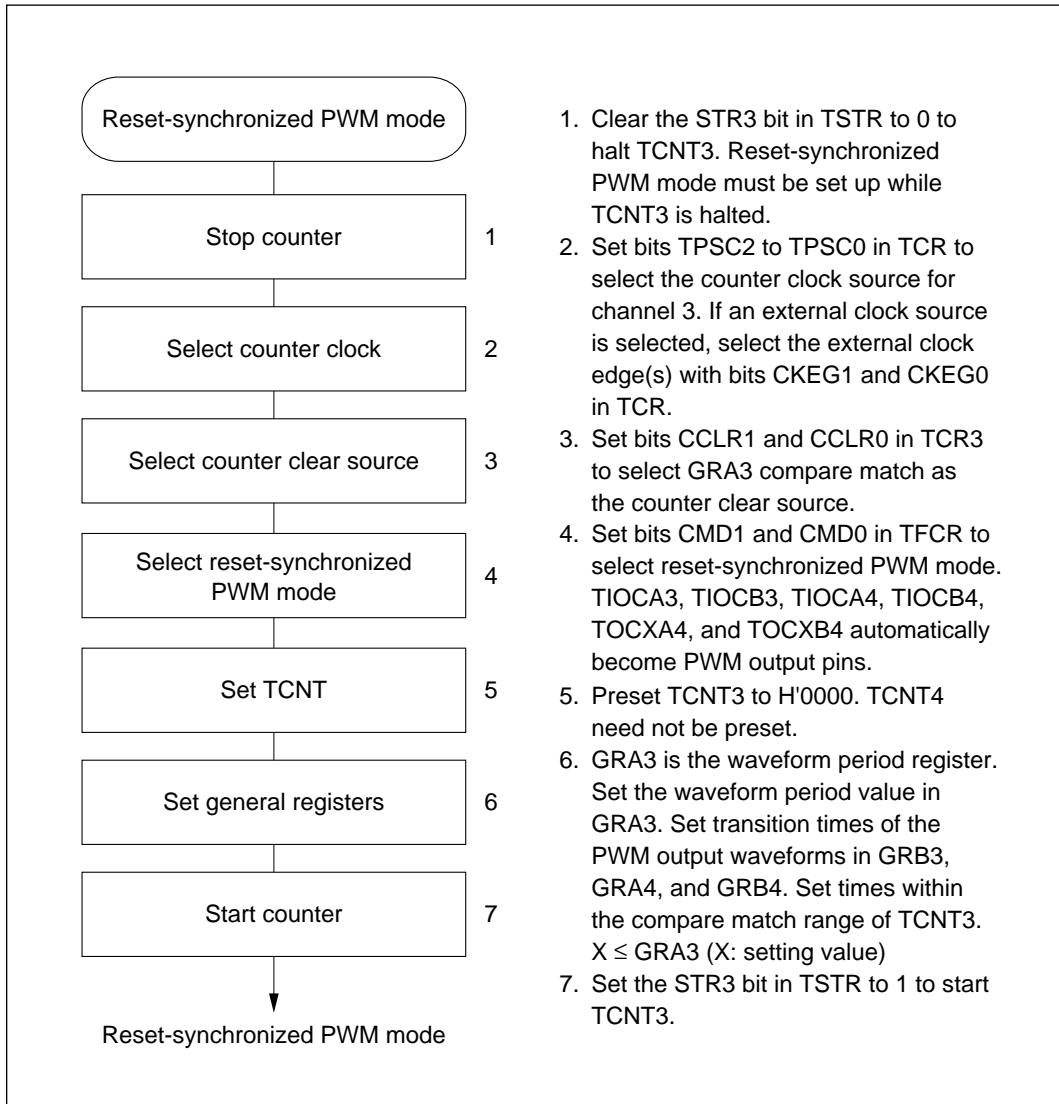 Reset-synchronized PWM mode
Stop counter
1
Select counter clock
2
Select counter clear source
3
Select reset-synchronized
PWM mode
4
Set TCNT
5
Set general registers
6
Start counter
7
Reset-synchronized PWM mode
1. Clear the STR3 bit in TSTR to 0 to
halt TCNT3. Reset-synchronized
PWM mode must be set up while
TCNT3 is halted.
2. Set bits TPSC2 to TPSC0 in TCR to
select the counter clock source for
channel 3. If an external clock source
is selected, select the external clock
edge(s) with bits CKEG1 and CKEG0
in TCR.
3. Set bits CCLR1 and CCLR0 in TCR3
to select GRA3 compare match as
the counter clear source.
4. Set bits CMD1 and CMD0 in TFCR to
select reset-synchronized PWM mode.
TIOCA3, TIOCB3, TIOCA4, TIOCB4,
TOCXA4, and TOCXB4 automatically
become PWM output pins.
5. Preset TCNT3 to H'0000. TCNT4
need not be preset.
6. GRA3 is the waveform period register.
Set the waveform period value in
GRA3. Set transition times of the
PWM output waveforms in GRB3,
GRA4, and GRB4. Set times within
the compare match range of TCNT3.
X ≤ GRA3 (X: setting value)
7. Set the STR3 bit in TSTR to 1 to start
TCNT3.